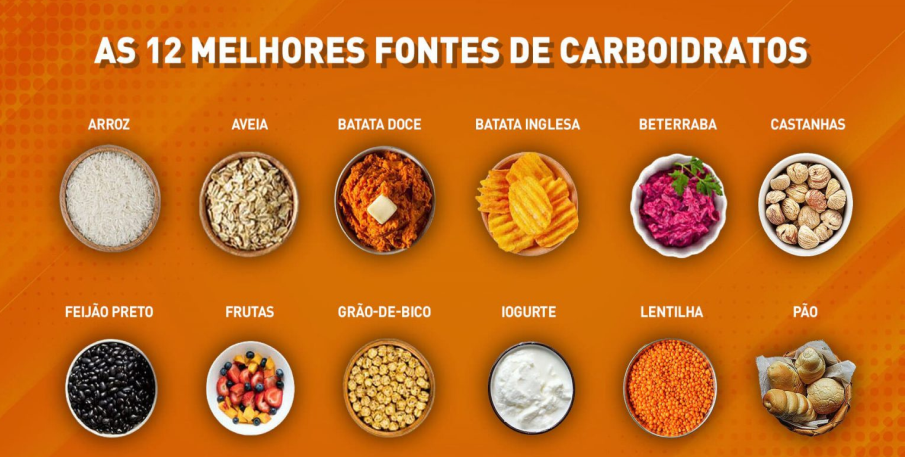 AS 12 MELHORES FONTES DE CARBOIDRATOS
ARROZ
AVEIA
BATATA DOCE
BATATA INGLESA
BETERRABA
CASTANHAS
FEIJÃO PRETO
FRUTAS
GRÃO-DE-BICO
IOGURTE
LENTILHA
PÃO